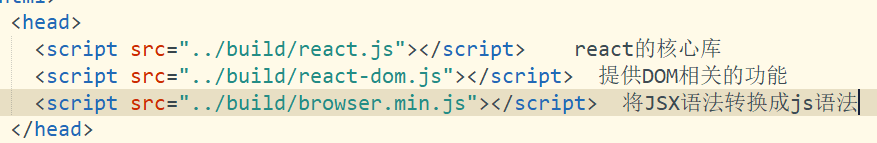 <head>
<script src="../build/react.js"></script> react的核心库
<script src="../build/react-dom.js"></script> 提供DOM相关的功能
<script src="../build/browser.min.js"></script> 将JSX语法转换成js语法
</head>